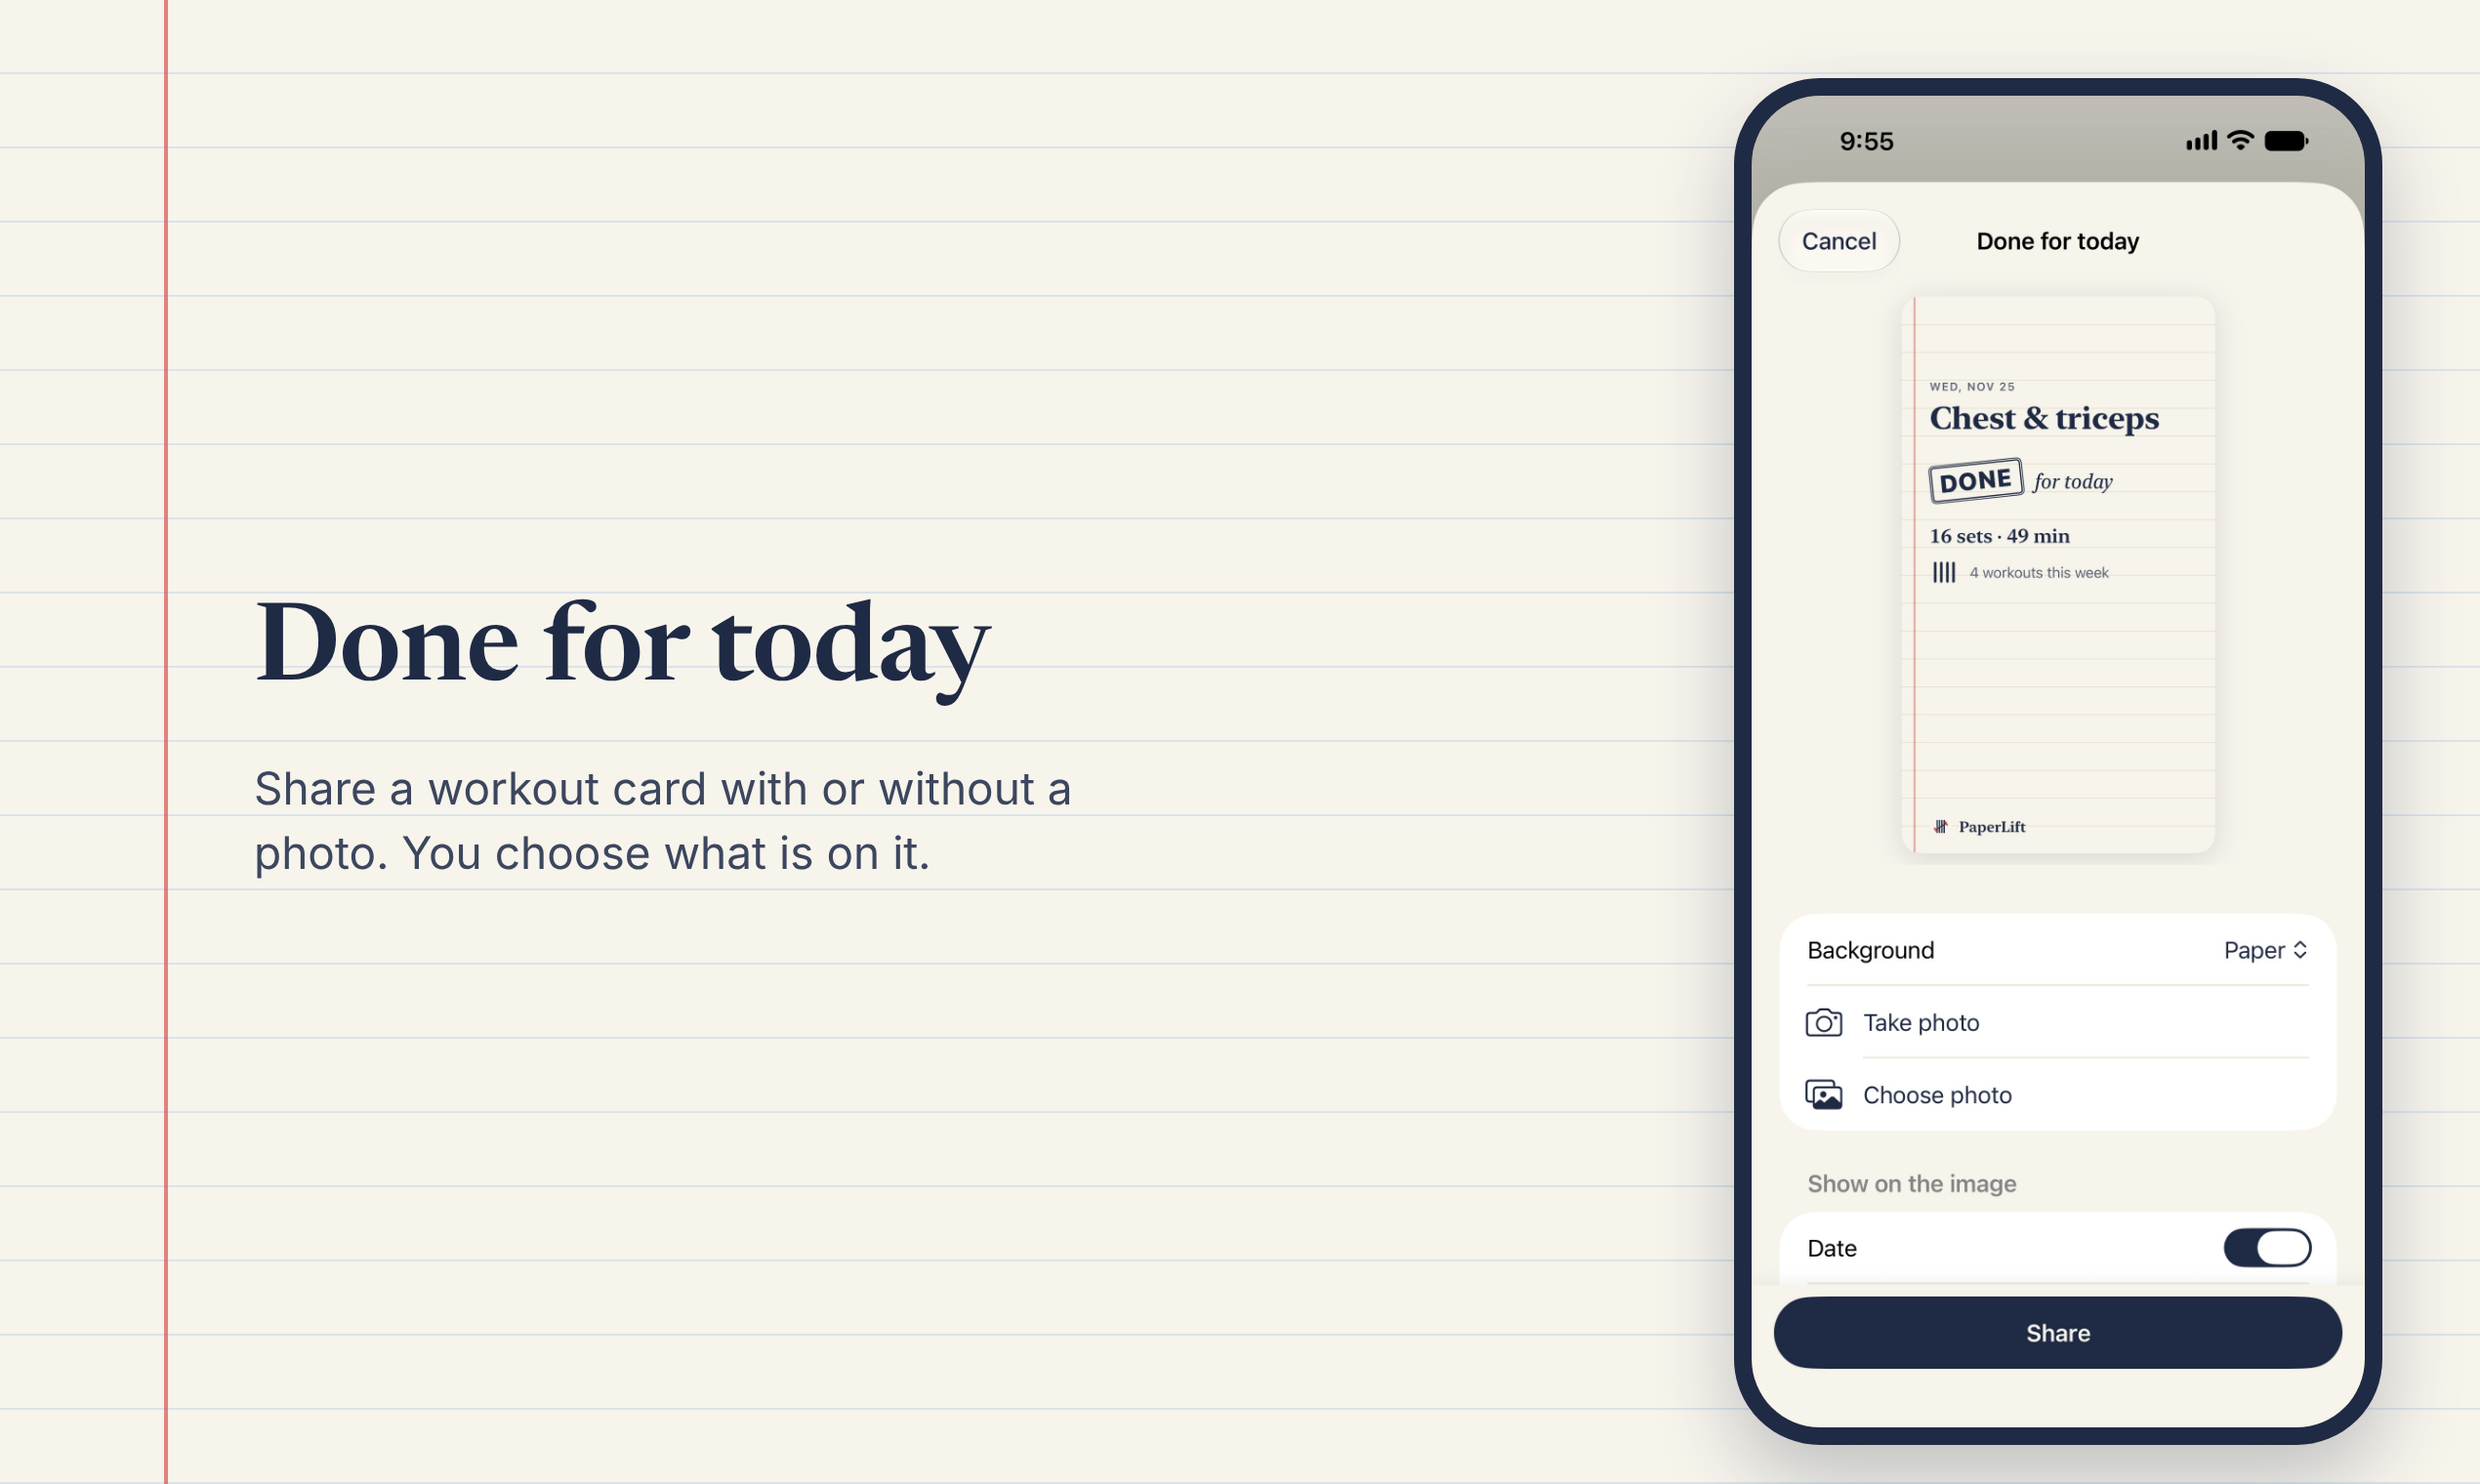 Done for today
Share a workout card with or without a
photo. You choose what is on it.
9:55
Cancel
Done for today
WED, NOV 25
Chest & triceps
DONE for today
16 sets · 49 min
4 workouts this week
PaperLift
Background
Paper
Take photo
Choose photo
Show on the image
Date
Share